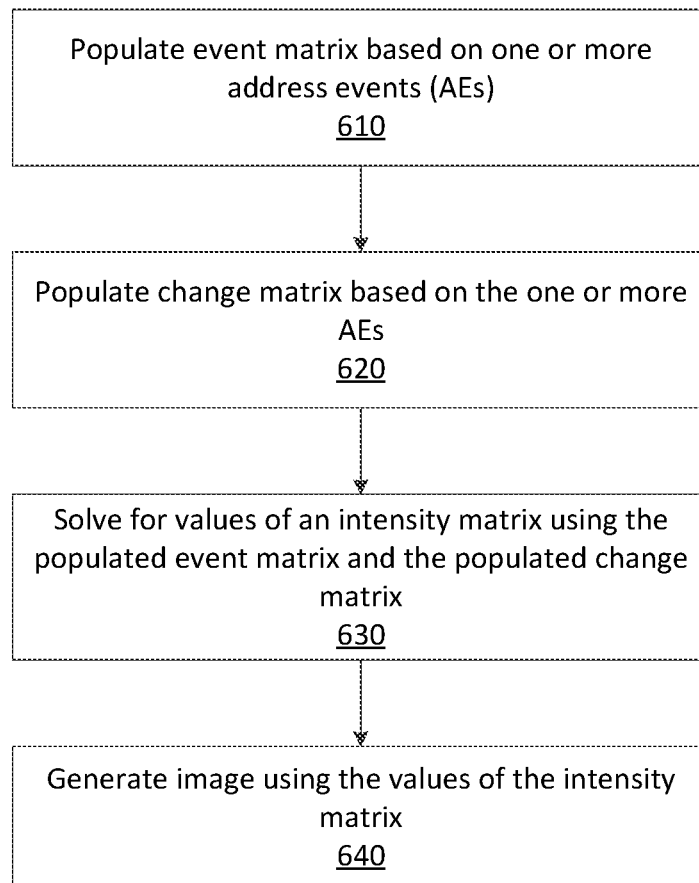 Populate event matrix based on one or more
address events (AEs)
610
Populate change matrix based on the one or more
AEs
620
Solve for values of an intensity matrix using the
populated event matrix and the populated change
matrix
630
Generate image using the values of the intensity
matrix
640